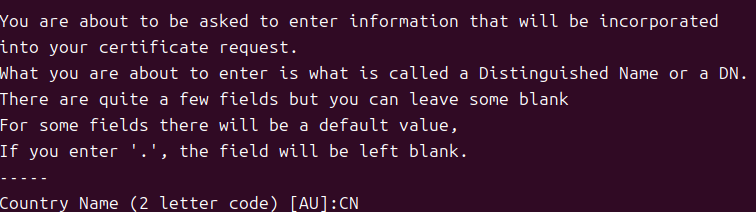 You are about to be asked to enter information that will be incorporated
into your certificate request.
What you are about to enter is what is called a Distinguished Name or a DN.
There are quite a few fields but you can leave some blank
For some fields there will be a default value,
If you enter '.', the field will be left blank.
-----
Country Name (2 letter code) [AU]:CN